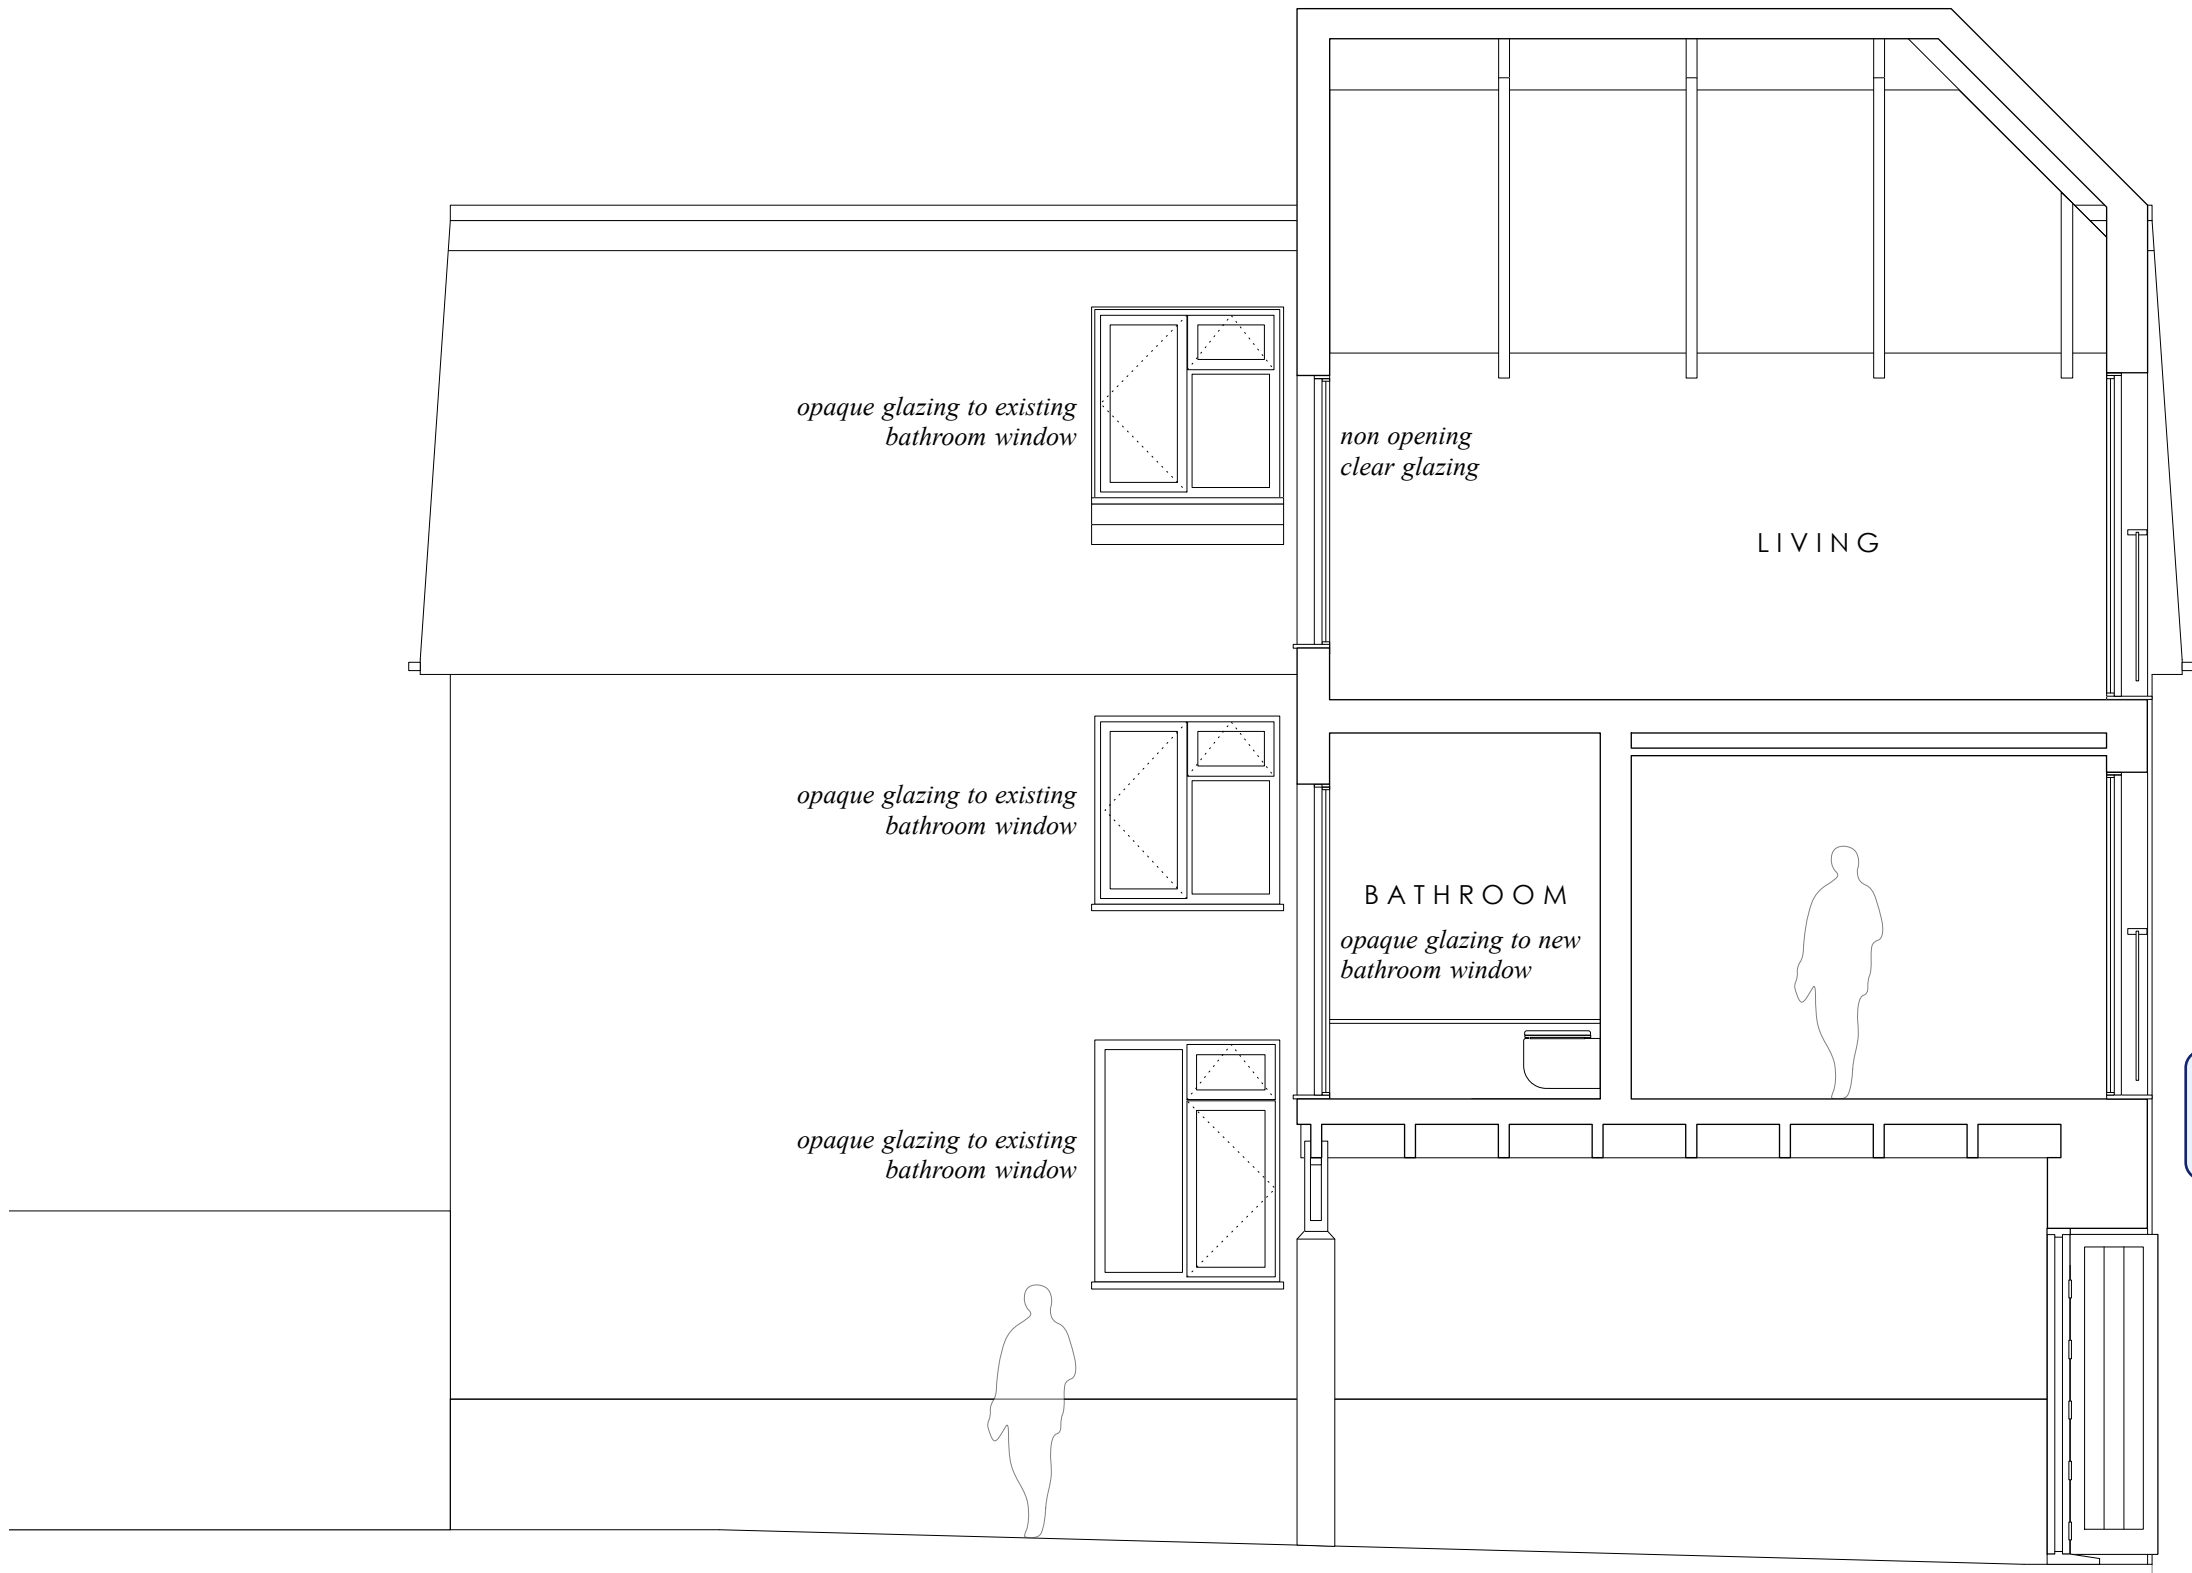 opaque glazing to existing
bathroom window
non opening
clear glazing
LIVING
opaque glazing to existing
bathroom window
BATHROOM
opaque glazing to new
bathroom window
opaque glazing to existing
bathroom window